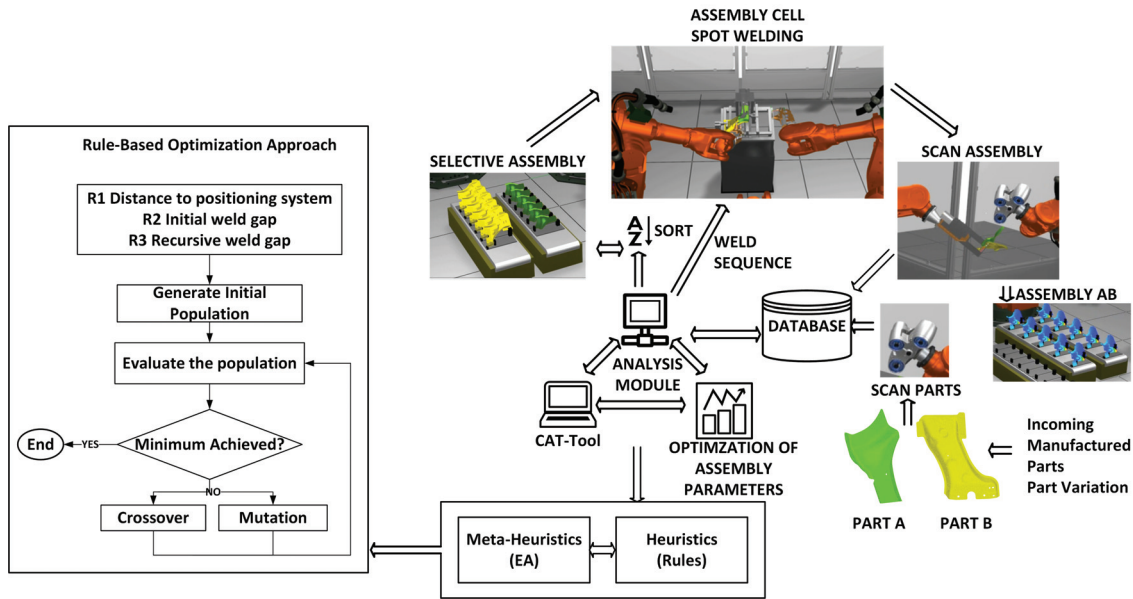 Rule-Based Optimization Approach
R1 Distance to positioning system
R2 Initial weld gap
R3 Recursive weld gap
Generate Initial
Population
Evaluate the population
Minimum Achieved?
YES
End
NO
Crossover
Mutation
ASSEMBLY CELL
SPOT WELDING
SELECTIVE ASSEMBLY
SCAN ASSEMBLY
A
Z
SORT
WELD
SEQUENCE
DATABASE
ASSEMBLY AB
ANALYSIS
MODULE
SCAN PARTS
CAT-Tool
OPTIMZATION OF
ASSEMBLY
PARAMETERS
Incoming
Manufactured
Parts
Part Variation
PART A
PART B
Meta-Heuristics
(EA)
Heuristics
(Rules)